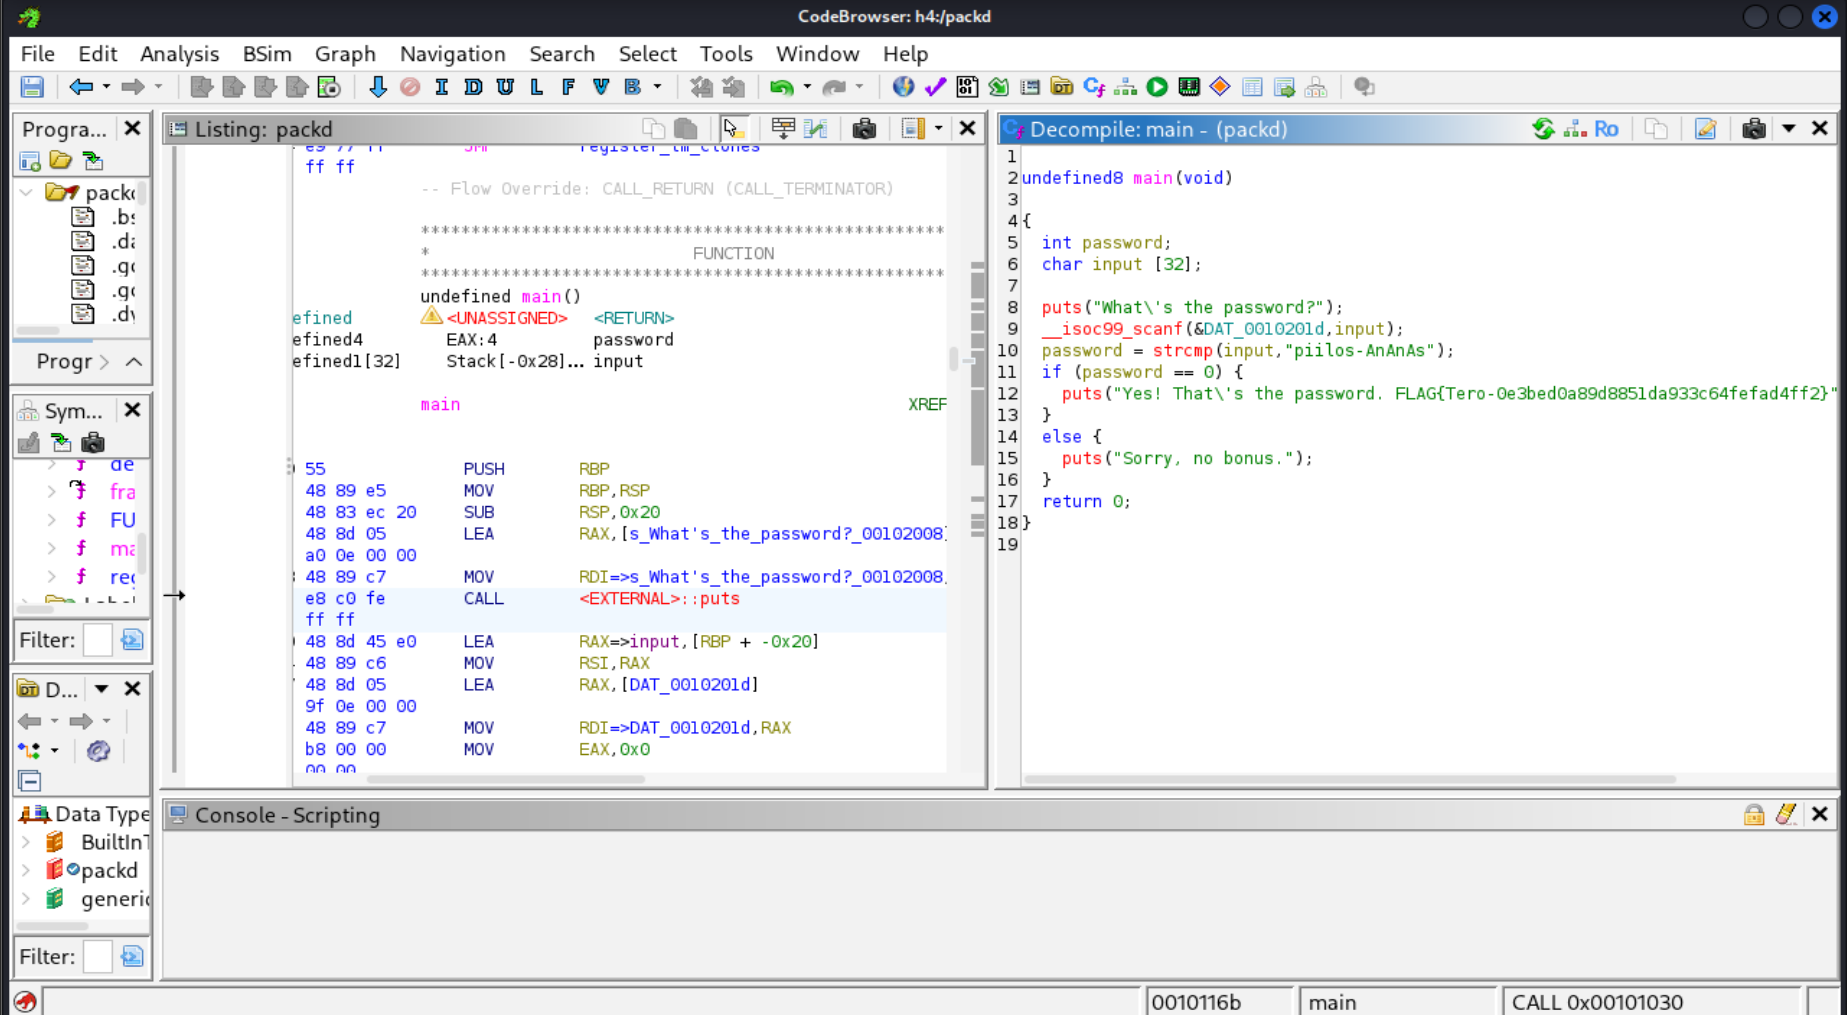 CodeBrowser: h4:/packd
File Edit Analysis BSim Graph Navigation Search Select Tools Window Help
I D U L F V B
Progra...
packd
.bs
.da
.go
.go
.dy
Progr
Sym...
de
fra
FU
ma
reg
Filter:
D...
Data Type
BuiltInT
packd
generic
Filter:
Listing: packd
e9 77 ff JMP register_tm_clones
ff ff
-- Flow Override: CALL_RETURN (CALL_TERMINATOR)
****************************************************
* FUNCTION
****************************************************
undefined main()
efined <UNASSIGNED> <RETURN>
efined4 EAX:4 password
efined1[32] Stack[-0x28]... input
main XREF
55 PUSH RBP
48 89 e5 MOV RBP,RSP
48 83 ec 20 SUB RSP,0x20
48 8d 05 LEA RAX,[s_What's_the_password?_00102008]
a0 0e 00 00
48 89 c7 MOV RDI=>s_What's_the_password?_00102008,
e8 c0 fe CALL <EXTERNAL>::puts
ff ff
48 8d 45 e0 LEA RAX=>input,[RBP + -0x20]
48 89 c6 MOV RSI,RAX
48 8d 05 LEA RAX,[DAT_0010201d]
9f 0e 00 00
48 89 c7 MOV RDI=>DAT_0010201d,RAX
b8 00 00 MOV EAX,0x0
00 00
Decompile: main - (packd)
Ro
1
2 undefined8 main(void)
3
4 {
5 int password;
6 char input [32];
7
8 puts("What\'s the password?");
9 __isoc99_scanf(&DAT_0010201d,input);
10 password = strcmp(input,"piilos-AnAnAs");
11 if (password == 0) {
12 puts("Yes! That\'s the password. FLAG{Tero-0e3bed0a89d8851da933c64fefad4ff2}"
13 }
14 else {
15 puts("Sorry, no bonus.");
16 }
17 return 0;
18 }
19
Console - Scripting
0010116b main CALL 0x00101030